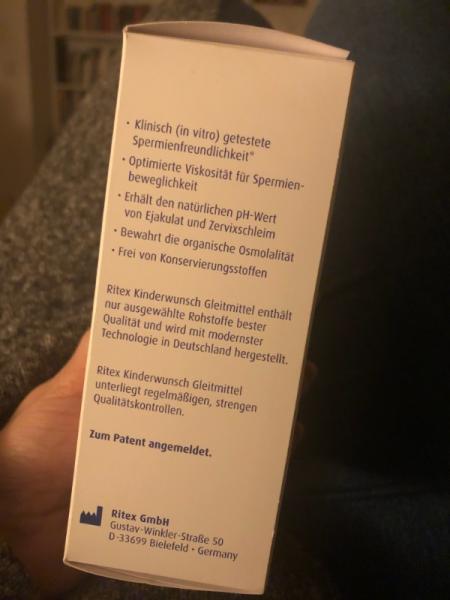 • Klinisch (in vitro) getestete
Spermienfreundlichkeit*
• Optimierte Viskosität für Spermien-
beweglichkeit
• Erhält den natürlichen pH-Wert
von Ejakulat und Zervixschleim
• Bewahrt die organische Osmolalität
• Frei von Konservierungsstoffen
Ritex Kinderwunsch Gleitmittel enthält
nur ausgewählte Rohstoffe bester
Qualität und wird mit modernster
Technologie in Deutschland hergestellt.
Ritex Kinderwunsch Gleitmittel
unterliegt regelmäßigen, strengen
Qualitätskontrollen.
Zum Patent angemeldet.
Ritex GmbH
Gustav-Winkler-Straße 50
D-33699 Bielefeld • Germany